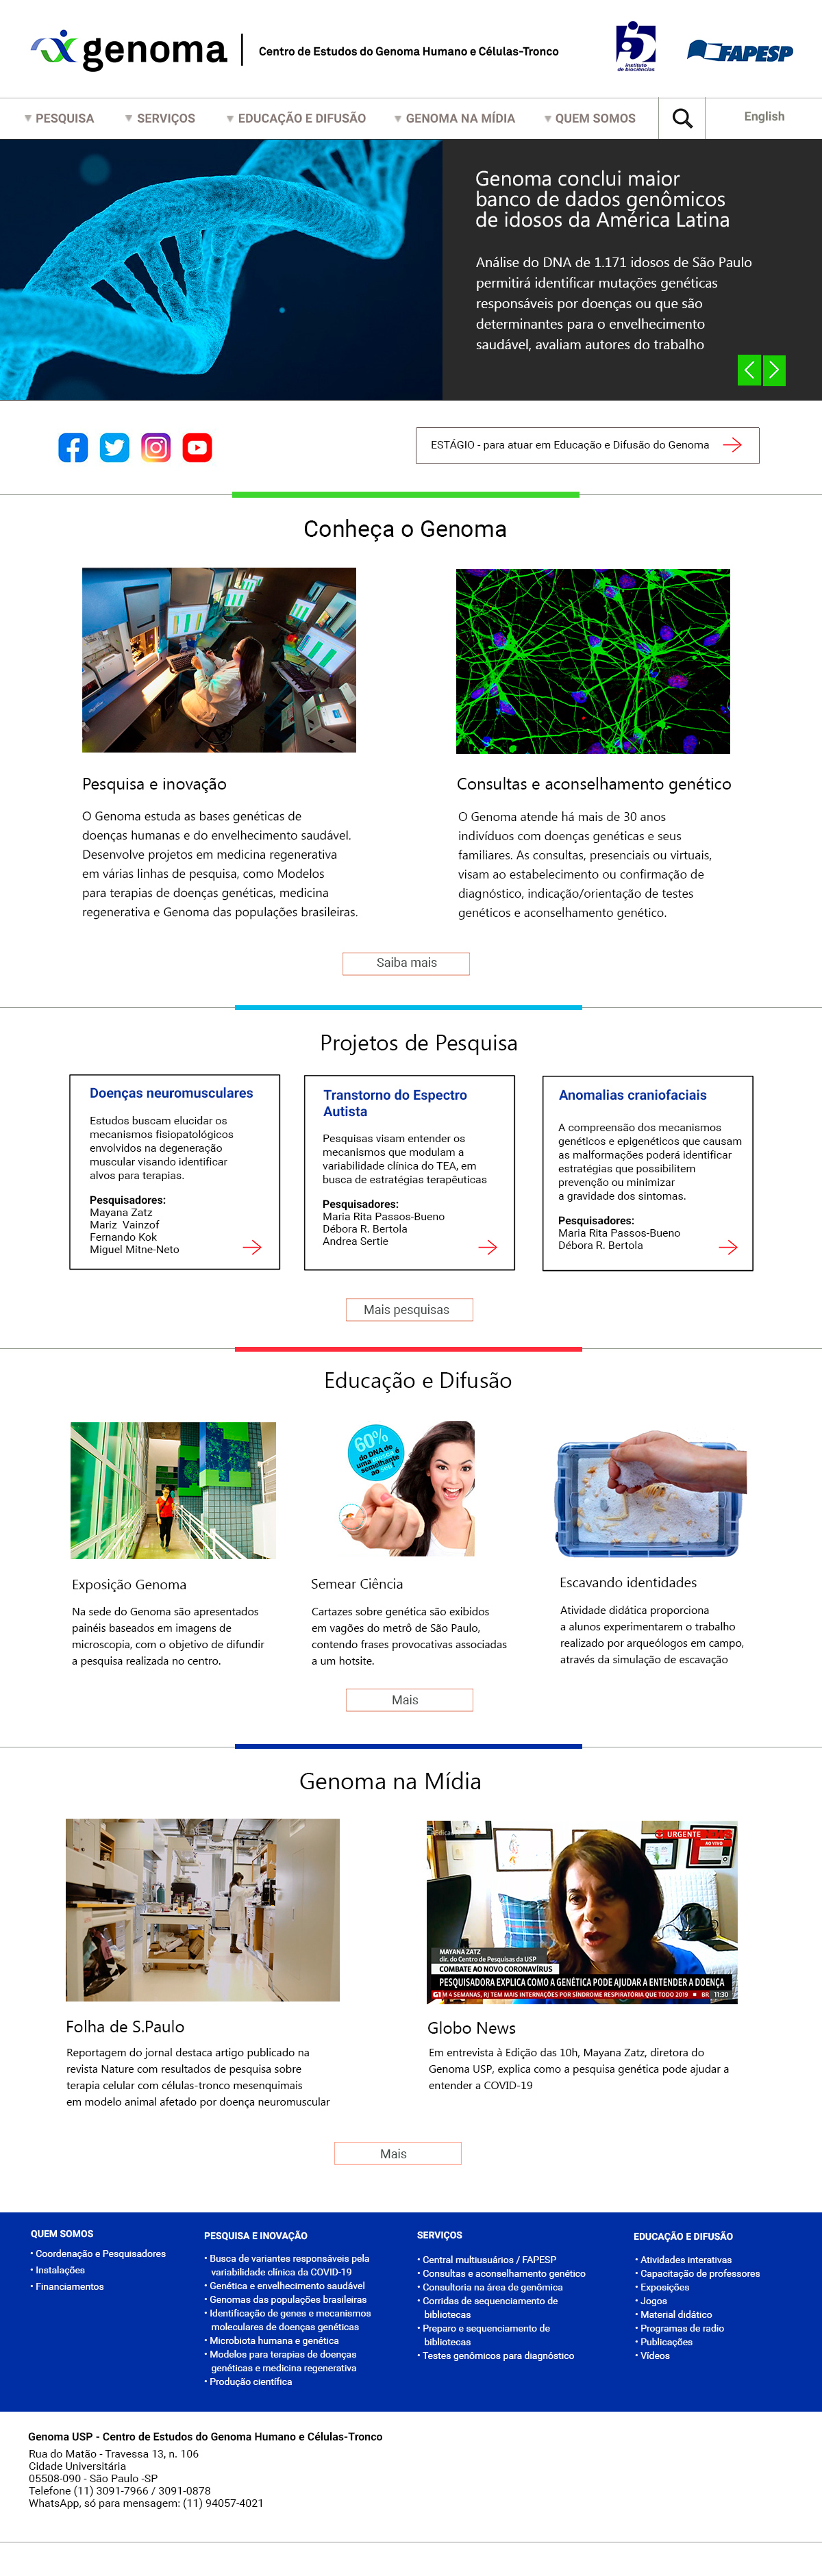 genoma
Centro de Estudos do Genoma Humano e Células-Tronco
instituto
de biociências
FAPESP
PESQUISA
SERVIÇOS
EDUCAÇÃO E DIFUSÃO
GENOMA NA MÍDIA
QUEM SOMOS
English
Genoma conclui maior
banco de dados genômicos
de idosos da América Latina
Análise do DNA de 1.171 idosos de São Paulo
permitirá identificar mutações genéticas
responsáveis por doenças ou que são
determinantes para o envelhecimento
saudável, avaliam autores do trabalho
ESTÁGIO - para atuar em Educação e Difusão do Genoma
Conheça o Genoma
Pesquisa e inovação
O Genoma estuda as bases genéticas de
doenças humanas e do envelhecimento saudável.
Desenvolve projetos em medicina regenerativa
em várias linhas de pesquisa, como Modelos
para terapias de doenças genéticas, medicina
regenerativa e Genoma das populações brasileiras.
Consultas e aconselhamento genético
O Genoma atende há mais de 30 anos
indivíduos com doenças genéticas e seus
familiares. As consultas, presenciais ou virtuais,
visam ao estabelecimento ou confirmação de
diagnóstico, indicação/orientação de testes
genéticos e aconselhamento genético.
Saiba mais
Projetos de Pesquisa
Doenças neuromusculares
Estudos buscam elucidar os
mecanismos fisiopatológicos
envolvidos na degeneração
muscular visando identificar
alvos para terapias.
Pesquisadores:
Mayana Zatz
Mariz Vainzof
Fernando Kok
Miguel Mitne-Neto
Transtorno do Espectro
Autista
Pesquisas visam entender os
mecanismos que modulam a
variabilidade clínica do TEA, em
busca de estratégias terapêuticas
Pesquisadores:
Maria Rita Passos-Bueno
Débora R. Bertola
Andrea Sertie
Anomalias craniofaciais
A compreensão dos mecanismos
genéticos e epigenéticos que causam
as malformações poderá identificar
estratégias que possibilitem
prevenção ou minimizar
a gravidade dos sintomas.
Pesquisadores:
Maria Rita Passos-Bueno
Débora R. Bertola
Mais pesquisas
Educação e Difusão
60%
do DNA de
uma
é
semelhante
ao
Exposição Genoma
Na sede do Genoma são apresentados
painéis baseados em imagens de
microscopia, com o objetivo de difundir
a pesquisa realizada no centro.
Semear Ciência
Cartazes sobre genética são exibidos
em vagões do metrô de São Paulo,
contendo frases provocativas associadas
a um hotsite.
Escavando identidades
Atividade didática proporciona
a alunos experimentarem o trabalho
realizado por arqueólogos em campo,
através da simulação de escavação
Mais
Genoma na Mídia
URGENTE
AO VIVO
MAYANA ZATZ
dir. do Centro de Pesquisas da USP
COMBATE AO NOVO CORONAVÍRUS
PESQUISADORA EXPLICA COMO A GENÉTICA PODE AJUDAR A ENTENDER A DOENÇA
G1 M 4 SEMANAS, RJ TEM MAIS INTERNAÇÕES POR SÍNDROME RESPIRATÓRIA QUE TODO 2019 ■ BR 11:30
Folha de S.Paulo
Reportagem do jornal destaca artigo publicado na
revista Nature com resultados de pesquisa sobre
terapia celular com células-tronco mesenquimais
em modelo animal afetado por doença neuromuscular
Globo News
Em entrevista à Edição das 10h, Mayana Zatz, diretora do
Genoma USP, explica como a pesquisa genética pode ajudar a
entender a COVID-19
Mais
QUEM SOMOS
• Coordenação e Pesquisadores
• Instalações
• Financiamentos
PESQUISA E INOVAÇÃO
• Busca de variantes responsáveis pela
variabilidade clínica da COVID-19
• Genética e envelhecimento saudável
• Genomas das populações brasileiras
• Identificação de genes e mecanismos
moleculares de doenças genéticas
• Microbiota humana e genética
• Modelos para terapias de doenças
genéticas e medicina regenerativa
• Produção científica
SERVIÇOS
• Central multiusuários / FAPESP
• Consultas e aconselhamento genético
• Consultoria na área de genômica
• Corridas de sequenciamento de
bibliotecas
• Preparo e sequenciamento de
bibliotecas
• Testes genômicos para diagnóstico
EDUCAÇÃO E DIFUSÃO
• Atividades interativas
• Capacitação de professores
• Exposições
• Jogos
• Material didático
• Programas de radio
• Publicações
• Vídeos
Genoma USP - Centro de Estudos do Genoma Humano e Células-Tronco
Rua do Matão - Travessa 13, n. 106
Cidade Universitária
05508-090 - São Paulo -SP
Telefone (11) 3091-7966 / 3091-0878
WhatsApp, só para mensagem: (11) 94057-4021